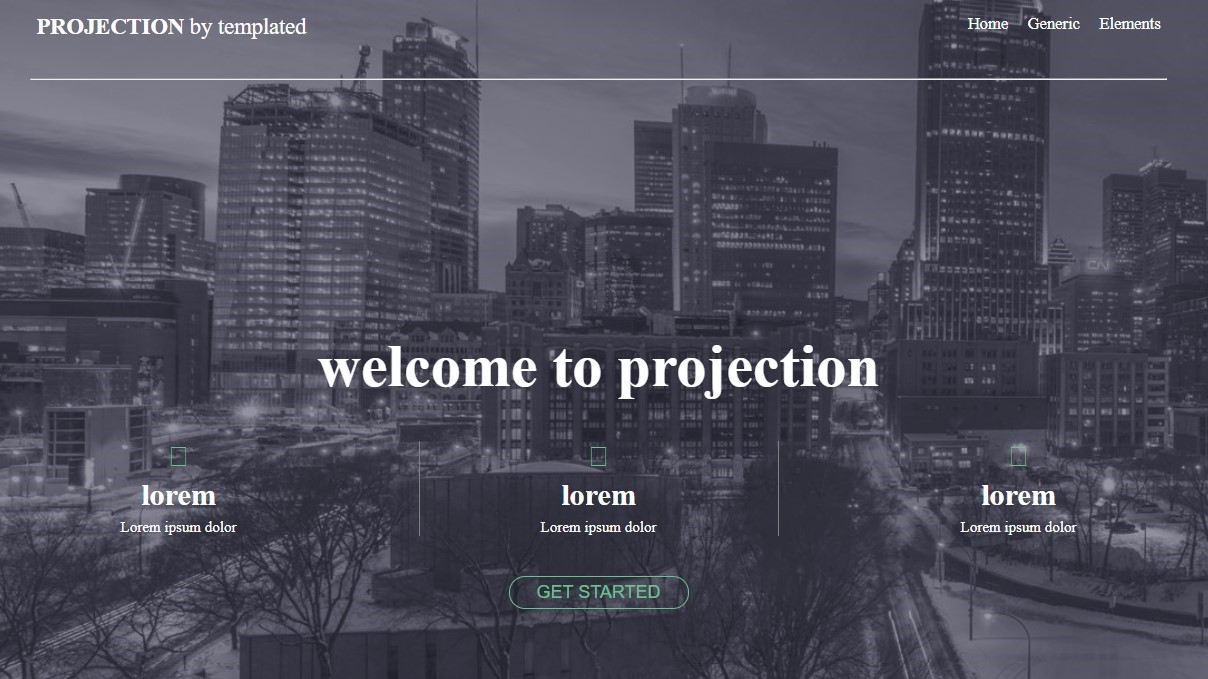 PROJECTION by templated
Home Generic Elements
welcome to projection
lorem lorem lorem
Lorem ipsum dolor Lorem ipsum dolor Lorem ipsum dolor
GET STARTED